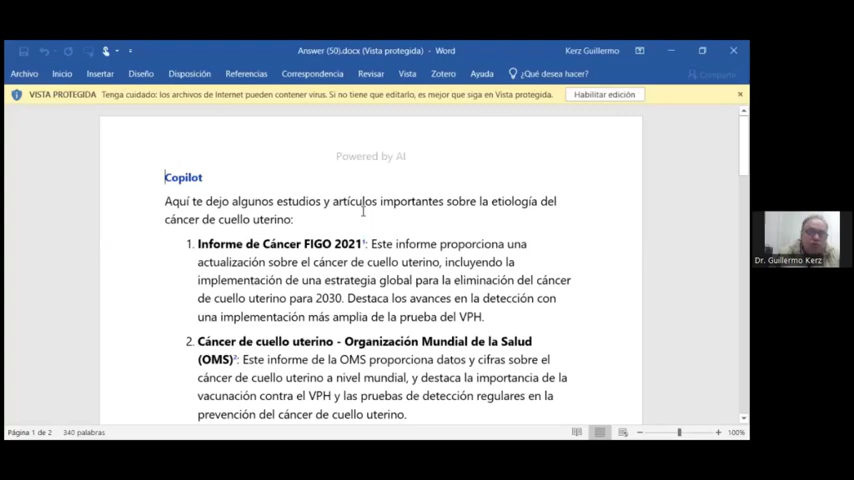 Answer (50).docx (Vista protegida) - Word
Kerz Guillermo
Archivo Inicio Insertar Diseño Disposición Referencias Correspondencia Revisar Vista Zotero Ayuda ¿Qué desea hacer? Compartir
VISTA PROTEGIDA Tenga cuidado: los archivos de Internet pueden contener virus. Si no tiene que editarlo, es mejor que siga en Vista protegida. Habilitar edición
Powered by AI
Copilot
Aquí te dejo algunos estudios y artículos importantes sobre la etiología del
cáncer de cuello uterino:
1. Informe de Cáncer FIGO 2021¹: Este informe proporciona una
actualización sobre el cáncer de cuello uterino, incluyendo la
implementación de una estrategia global para la eliminación del cáncer
de cuello uterino para 2030. Destaca los avances en la detección con
una implementación más amplia de la prueba del VPH.
2. Cáncer de cuello uterino - Organización Mundial de la Salud
(OMS)²: Este informe de la OMS proporciona datos y cifras sobre el
cáncer de cuello uterino a nivel mundial, y destaca la importancia de la
vacunación contra el VPH y las pruebas de detección regulares en la
prevención del cáncer de cuello uterino.
Dr. Guillermo Kerz
Página 1 de 2 340 palabras
100%